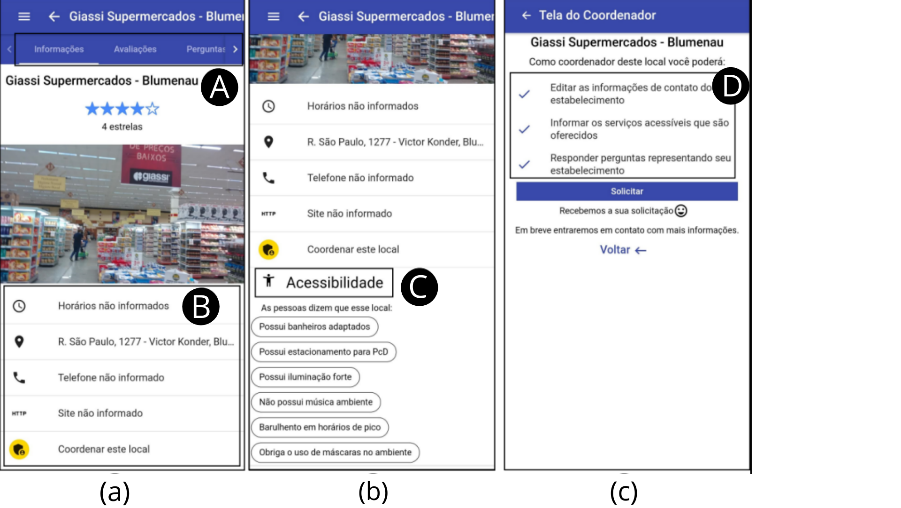 Giassi Supermercados - Blumen
Informações Avaliações Pergunta
Giassi Supermercados - Blumenau
A
4 estrelas
DE PREÇOS
BAIXOS
giassi
Horários não informados
B
R. São Paulo, 1277 - Victor Konder, Blu...
Telefone não informado
HTTP Site não informado
Coordenar este local
(a)
Giassi Supermercados - Blumen
Horários não informados
R. São Paulo, 1277 - Victor Konder, Blu...
Telefone não informado
HTTP Site não informado
Coordenar este local
Acessibilidade
C
As pessoas dizem que esse local:
Possui banheiros adaptados
Possui estacionamento para PcD
Possui iluminação forte
Não possui música ambiente
Barulhento em horários de pico
Obriga o uso de máscaras no ambiente
(b)
Tela do Coordenador
Giassi Supermercados - Blumenau
Como coordenador deste local você poderá:
D
Editar as informações de contato do
estabelecimento
Informar os serviços acessíveis que são
oferecidos
Responder perguntas representando seu
estabelecimento
Solicitar
Recebemos a sua solicitação
Em breve entraremos em contato com mais informações.
Voltar
(c)